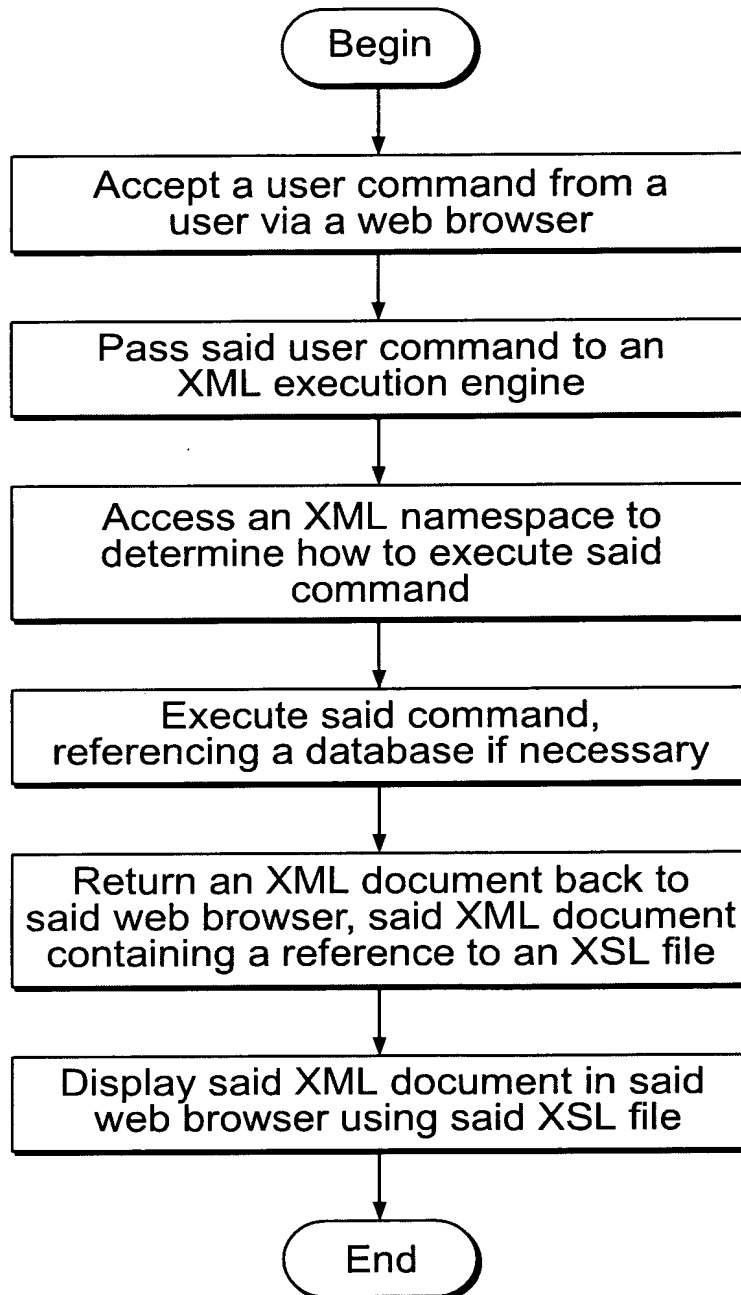 Begin
Accept a user command from a
user via a web browser
Pass said user command to an
XML execution engine
Access an XML namespace to
determine how to execute said
command
Execute said command,
referencing a database if necessary
Return an XML document back to
said web browser, said XML document
containing a reference to an XSL file
Display said XML document in said
web browser using said XSL file
End